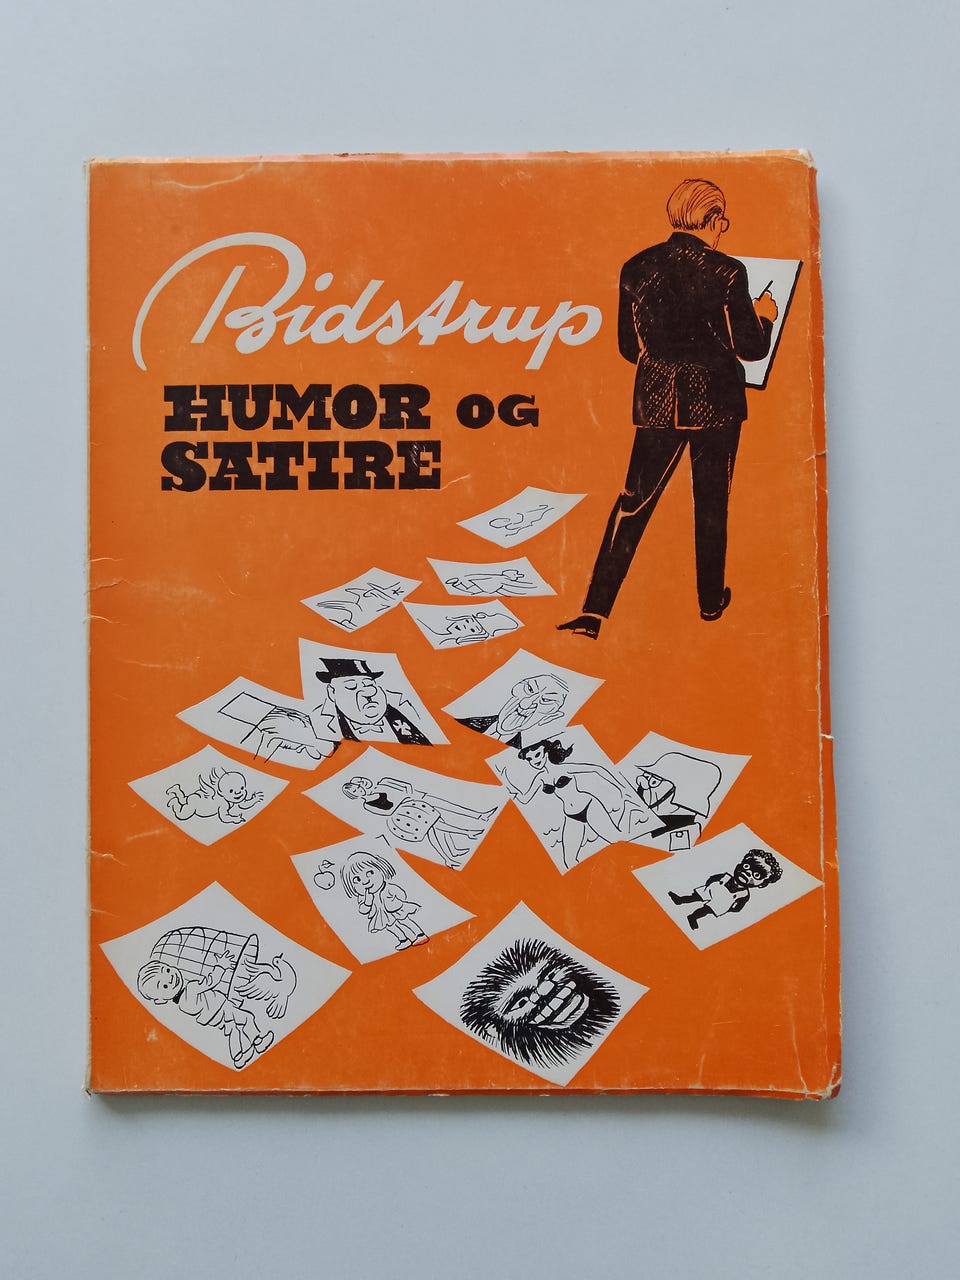 Bidstrup
HUMOR OG
SATIRE